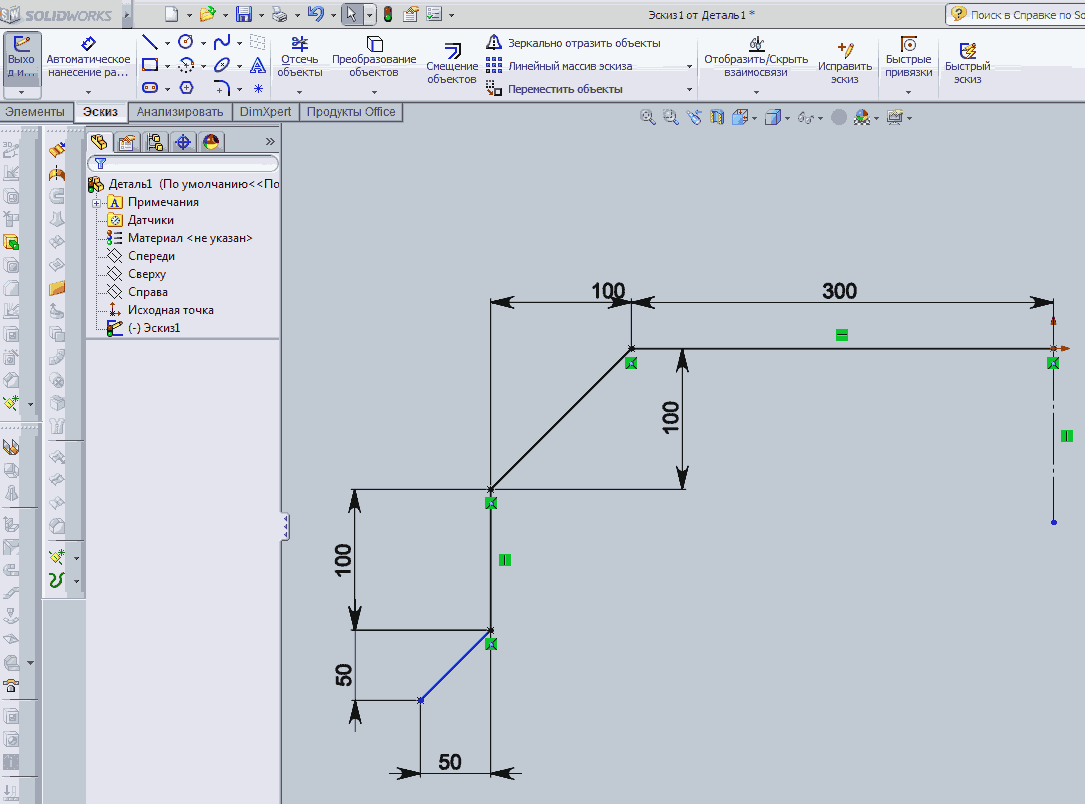 SOLIDWORKS
Эскиз1 от Деталь1 *
Поиск в Справке по So
Выхо
д и...
Автоматическое
нанесение ра...
Отсечь
объекты
Преобразование
объектов
Смещение
объектов
Зеркально отразить объекты
Линейный массив эскиза
Переместить объекты
Отобразить/Скрыть
взаимосвязи
Исправить
эскиз
Быстрые
привязки
Быстрый
эскиз
Элементы
Эскиз
Анализировать
DimXpert
Продукты Office
Деталь1 (По умолчанию<<По
Примечания
Датчики
Материал <не указан>
Спереди
Сверху
Справа
Исходная точка
(-) Эскиз1
100
300
100
100
50
50